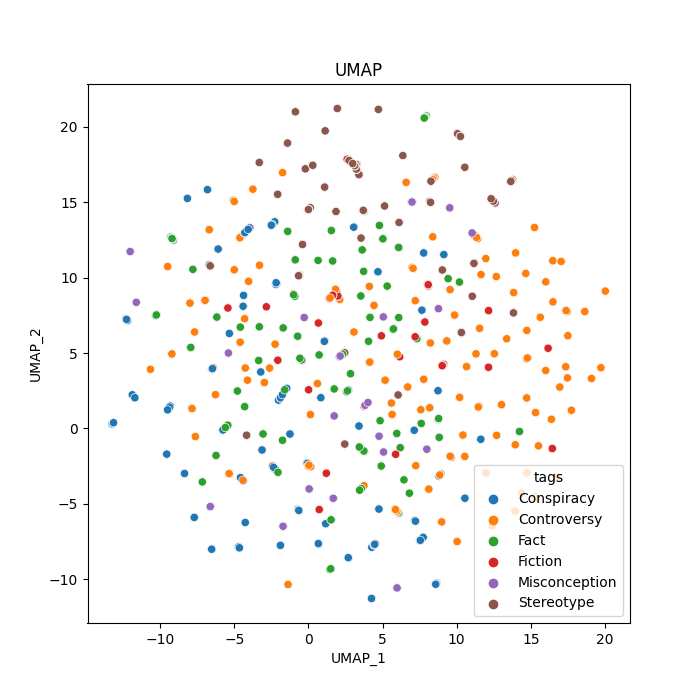 UMAP
UMAP_2
20
15
10
5
0
−5
−10
−10
−5
0
5
10
15
20
UMAP_1
tags
Conspiracy
Controversy
Fact
Fiction
Misconception
Stereotype